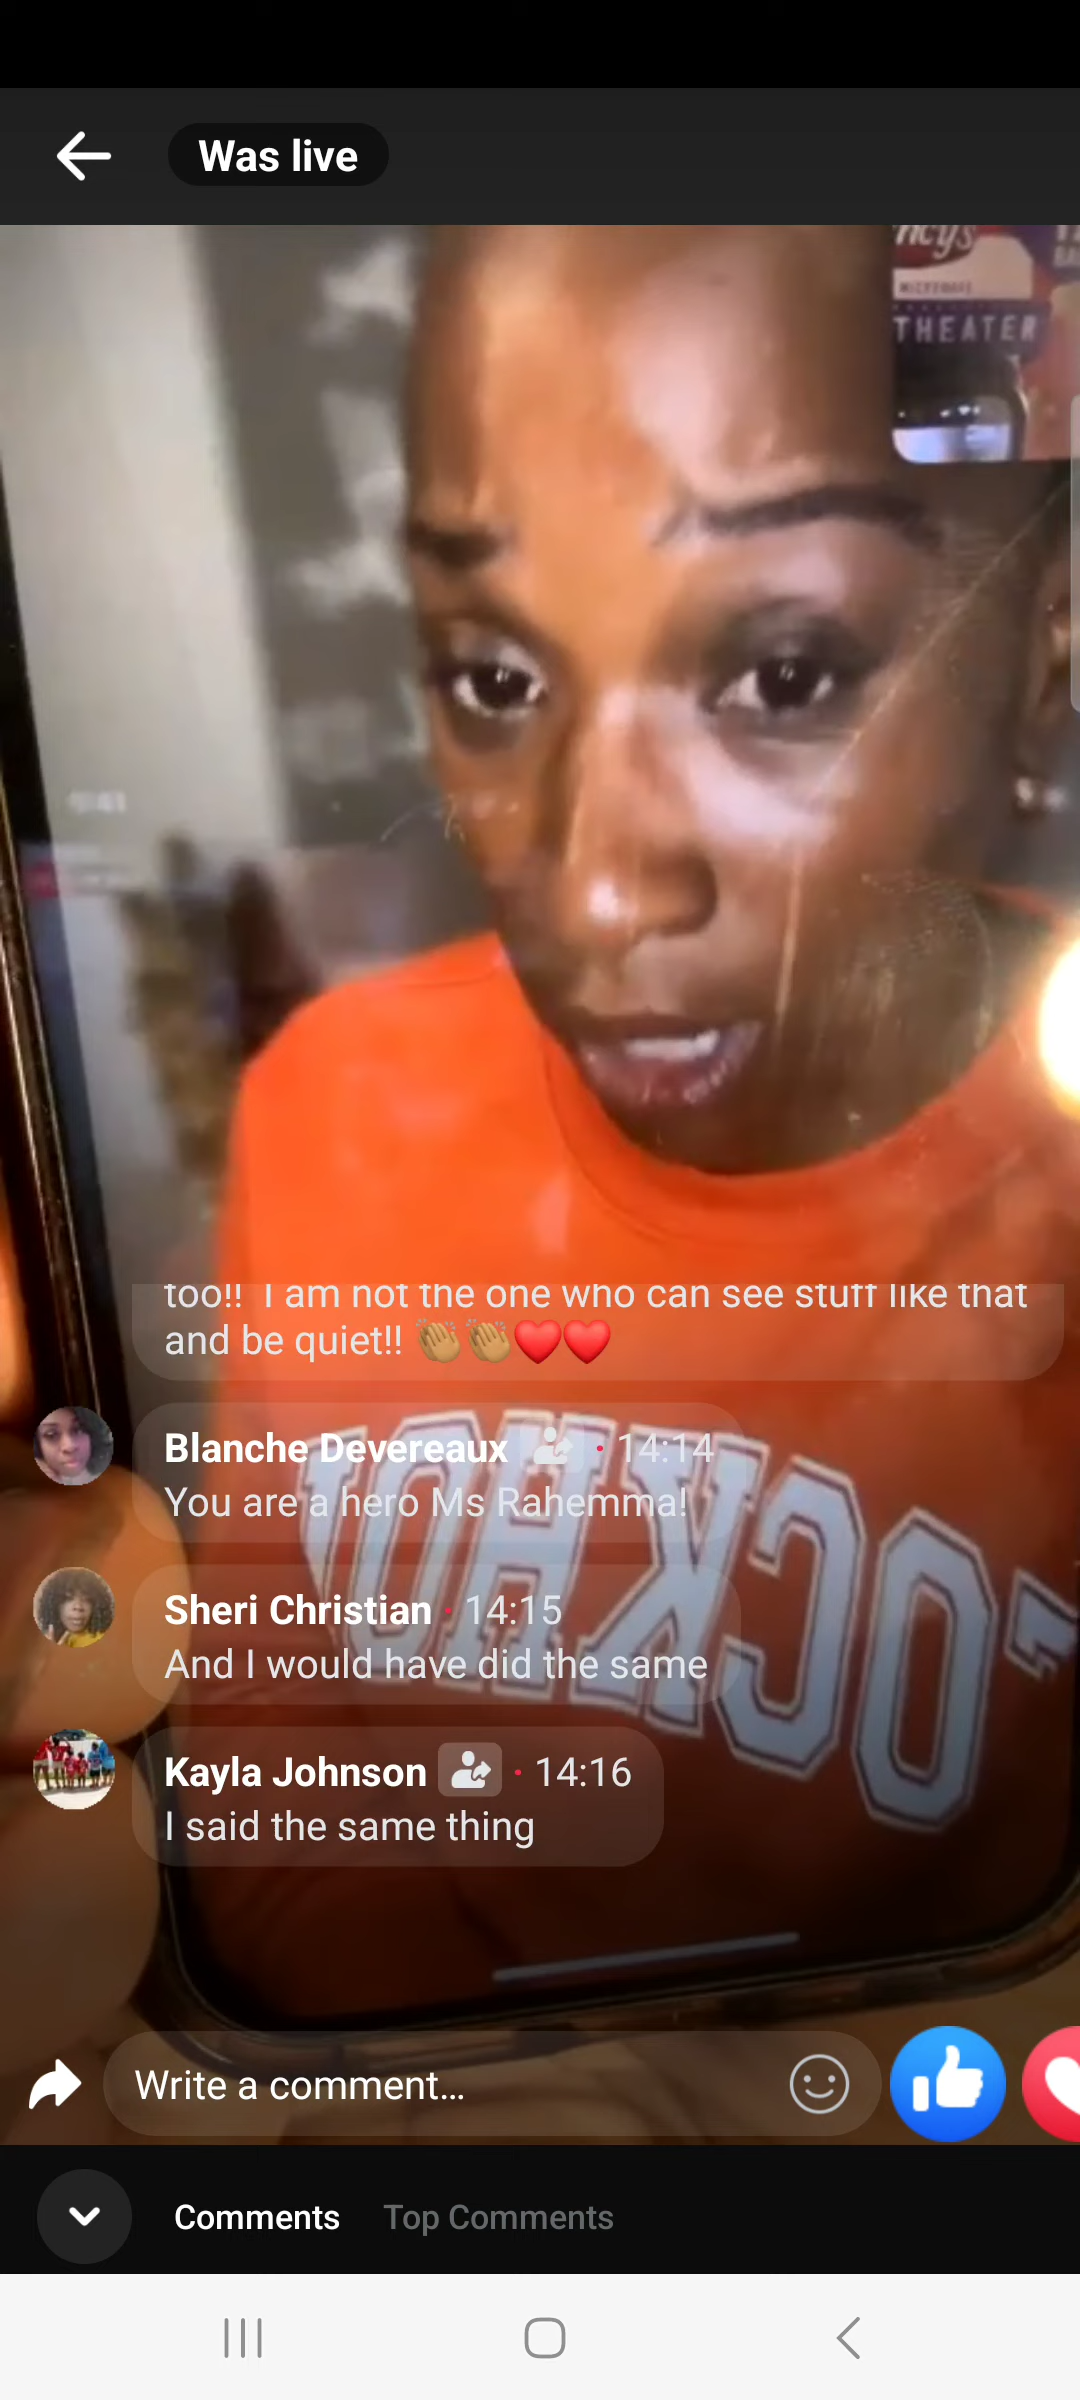 Was live
THEATER
too!! I am not the one who can see stuff like that
and be quiet!! 👏🏽👏🏽❤️❤️
Blanche Devereaux · 14:14
You are a hero Ms Rahemma!
Sheri Christian · 14:15
And I would have did the same
Kayla Johnson · 14:16
I said the same thing
Write a comment...
Comments Top Comments